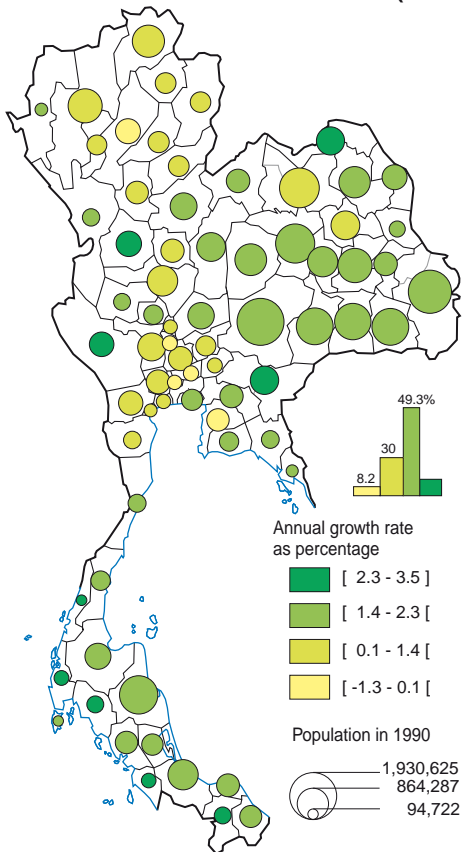 49.3%
30
8.2
Annual growth rate
as percentage
[ 2.3 - 3.5 ]
[ 1.4 - 2.3 [
[ 0.1 - 1.4 [
[ -1.3 - 0.1 [
Population in 1990
1,930,625
864,287
94,722